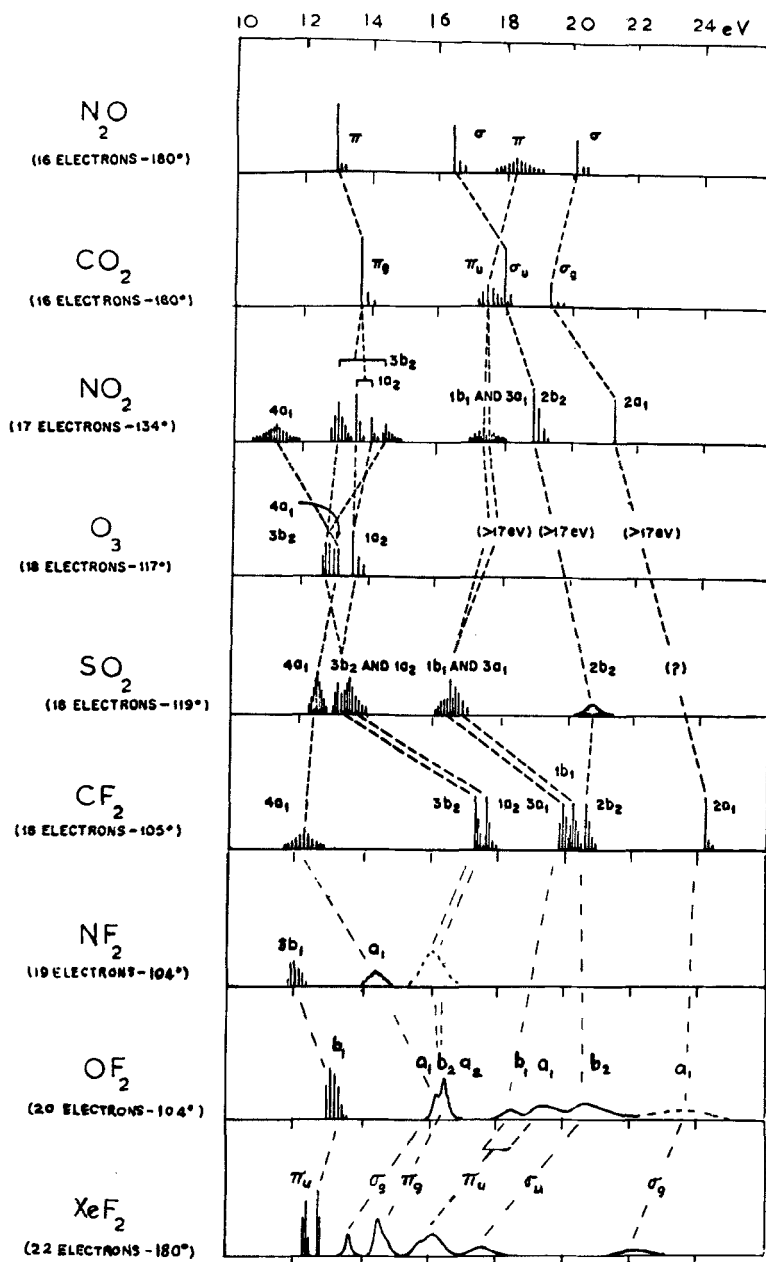 10 12 14 16 18 20 22 24 eV
N2O
(16 ELECTRONS-180°)
π σ π σ
CO2
(16 ELECTRONS-180°)
πg πu σu σg
NO2
(17 ELECTRONS-134°)
4a1 3b2 1a2 1b1 AND 3a1 2b2 2a1
O3
(18 ELECTRONS-117°)
4a1
3b2 1a2 (>17eV) (>17eV) (>17eV)
SO2
(18 ELECTRONS-119°)
4a1 3b2 AND 1a2 1b1 AND 3a1 2b2 (?)
CF2
(18 ELECTRONS-105°)
1b1
4a1 3b2 1a2 3a1 2b2 2a1
NF2
(19 ELECTRONS-104°)
3b1 a1
OF2
(20 ELECTRONS-104°)
b1 a1 b2 a2 b1 a1 b2 a1
XeF2
(22 ELECTRONS-180°)
πu σg πg πu σu σg